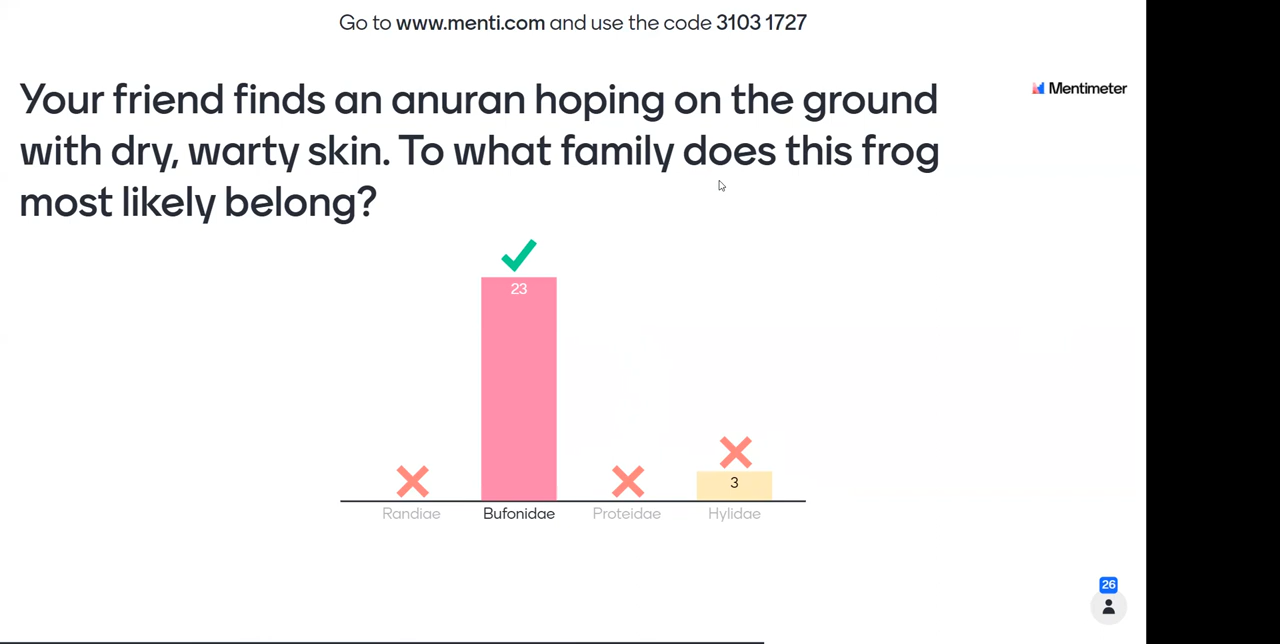 Go to www.menti.com and use the code 3103 1727
Mentimeter
Your friend finds an anuran hoping on the ground
with dry, warty skin. To what family does this frog
most likely belong?
23
3
Randiae Bufonidae Proteidae Hylidae
26